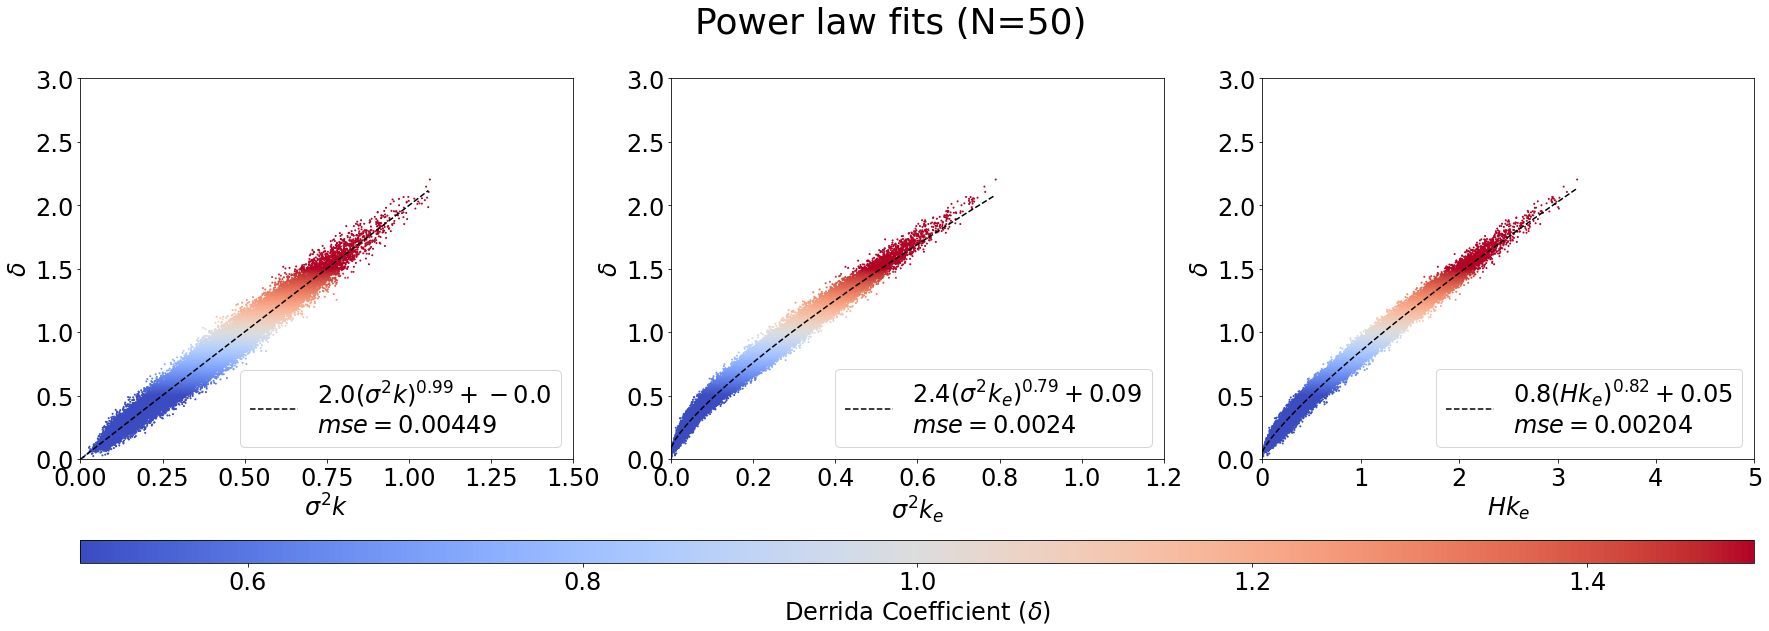 Power law fits (N=50)
3.0
2.5
2.0
1.5
1.0
0.5
0.0
δ
0.00 0.25 0.50 0.75 1.00 1.25 1.50
σ²k
2.0(σ²k)^0.99 + −0.0
mse = 0.00449
3.0
2.5
2.0
1.5
1.0
0.5
0.0
δ
0.0 0.2 0.4 0.6 0.8 1.0 1.2
σ²kₑ
2.4(σ²kₑ)^0.79 + 0.09
mse = 0.0024
3.0
2.5
2.0
1.5
1.0
0.5
0.0
δ
0 1 2 3 4 5
Hkₑ
0.8(Hkₑ)^0.82 + 0.05
mse = 0.00204
0.6 0.8 1.0 1.2 1.4
Derrida Coefficient (δ)